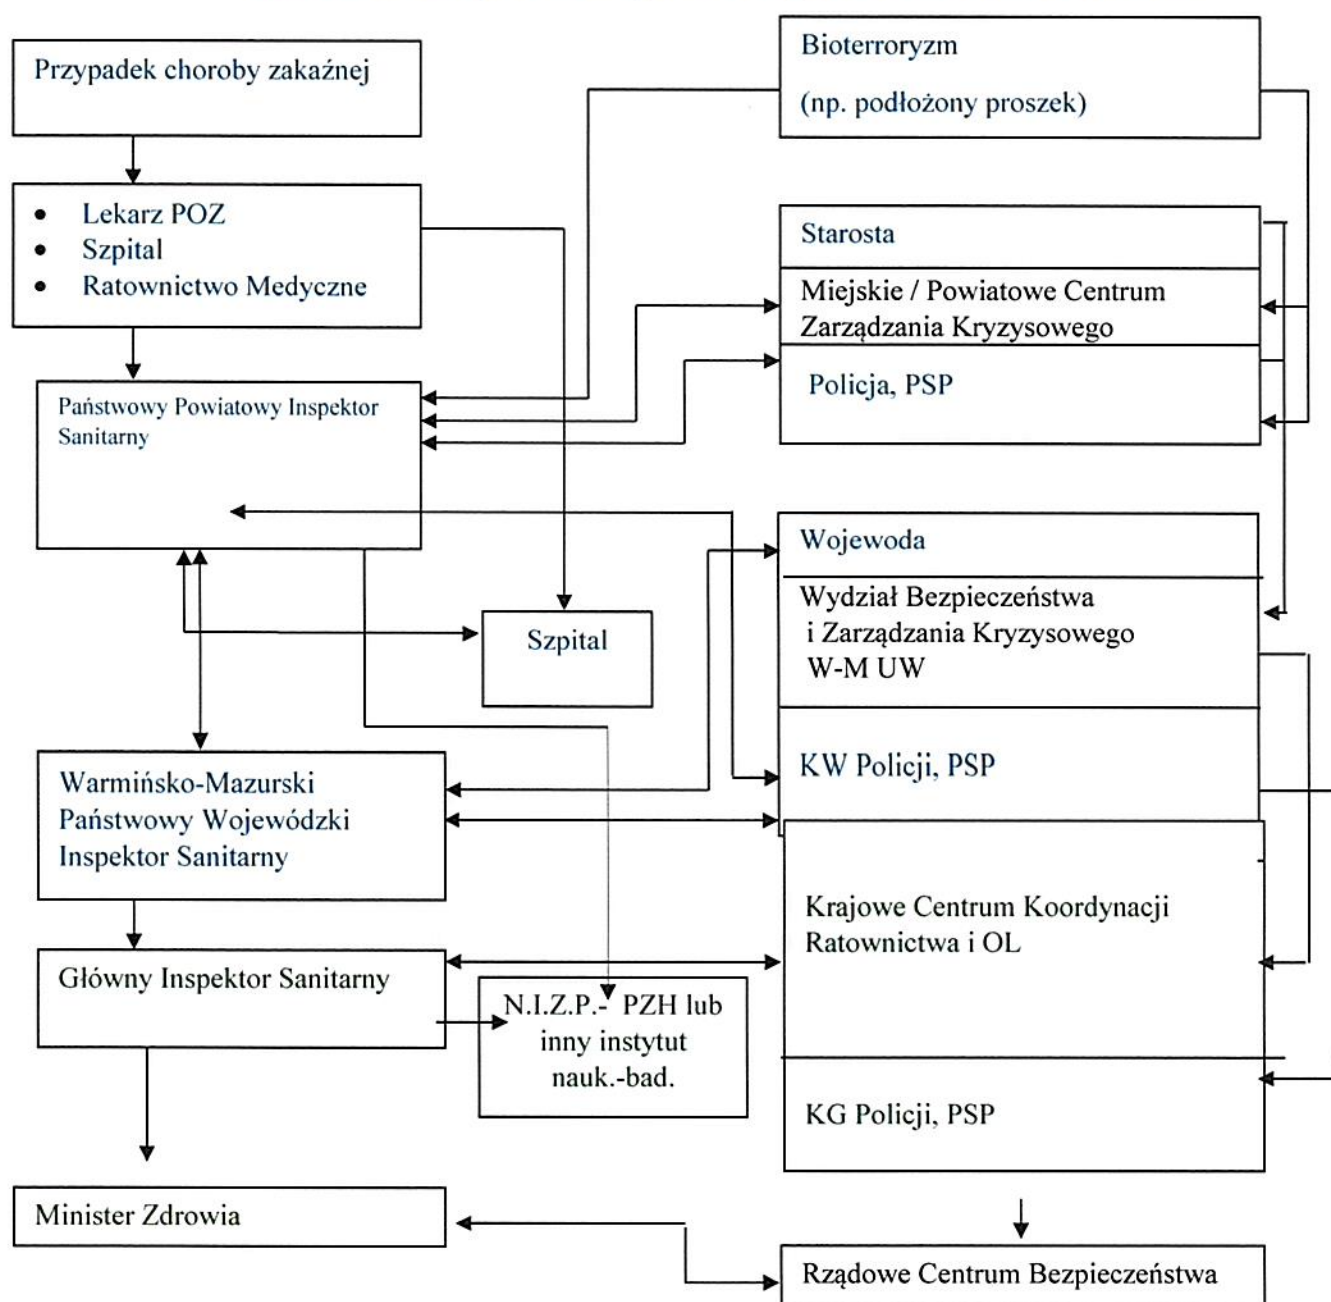 Przypadek choroby zakaźnej
Bioterroryzm
(np. podłożony proszek)
• Lekarz POZ
• Szpital
• Ratownictwo Medyczne
Starosta
Miejskie / Powiatowe Centrum
Zarządzania Kryzysowego
Policja, PSP
Państwowy Powiatowy Inspektor
Sanitarny
Wojewoda
Wydział Bezpieczeństwa
i Zarządzania Kryzysowego
W-M UW
KW Policji, PSP
Szpital
Warmińsko-Mazurski
Państwowy Wojewódzki
Inspektor Sanitarny
Krajowe Centrum Koordynacji
Ratownictwa i OL
KG Policji, PSP
Główny Inspektor Sanitarny
N.I.Z.P.- PZH lub
inny instytut
nauk.-bad.
Minister Zdrowia
Rządowe Centrum Bezpieczeństwa